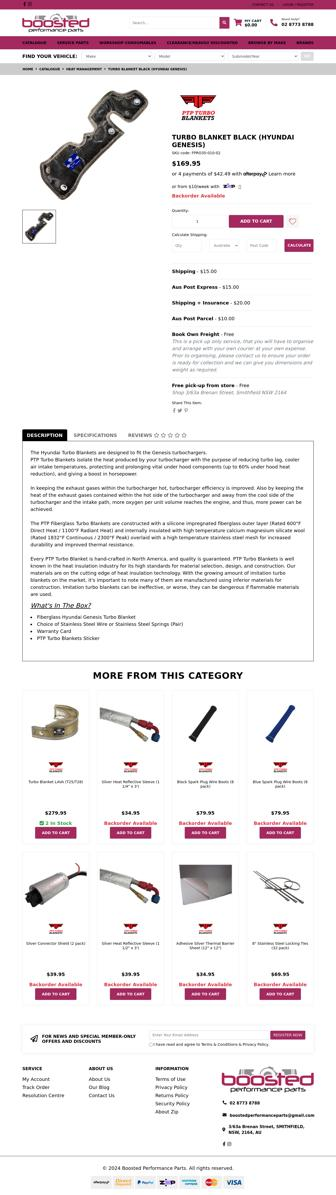 CONTACT US LOGIN / REGISTER
boosted
performance parts
Search...
MY CART
$0.00
Need help?
02 8773 8788
CATALOGUE SERVICE PARTS WORKSHOP CONSUMABLES CLEARANCE/HEAVILY DISCOUNTED BROWSE BY MAKE BRANDS
FIND YOUR VEHICLE: Make Model Submodel/Year
HOME > CATALOGUE > HEAT MANAGEMENT > TURBO BLANKET BLACK (HYUNDAI GENESIS)
PTP TURBO
BLANKETS
TURBO BLANKET BLACK (HYUNDAI
GENESIS)
$169.95
or 4 payments of $42.49 with afterpay Learn more
or from $10/week with ZIP
Backorder Available
Quantity:
1 ADD TO CART
Calculate Shipping:
Qty Australia Post Code CALCULATE
Shipping - $15.00
Aus Post Express - $15.00
Shipping + Insurance - $20.00
Aus Post Parcel - $10.00
Book Own Freight - Free
This is a pick up only service, that you will have to organise
and arrange with your own courier at your own expense.
Prior to organising, please contact us to ensure your order
is ready for collection and we can give you dimensions and
weight as required.
Free pick-up from store - Free
Shop 3/63a Brenan Street, Smithfield NSW 2164
Share This Item:
DESCRIPTION SPECIFICATIONS REVIEWS
The Hyundai Turbo Blankets are designed to fit the Genesis turbochargers.
PTP Turbo Blankets isolate the heat produced by your turbocharger with the purpose of reducing turbo lag, cooler
air intake temperatures, protecting and prolonging vital under hood components (up to 60% under hood heat
reduction), and giving a boost in horsepower.
In keeping the exhaust gases within the turbocharger hot, turbocharger efficiency is improved. Also by keeping the
heat of the exhaust gases contained within the hot side of the turbocharger and away from the cool side of the
turbocharger and the intake path, more oxygen per unit volume reaches the engine, and thus, more power can be
achieved.
The PTP Fiberglass Turbo Blankets are constructed with a silicone impregnated fiberglass outer layer (Rated 600°F
Direct Heat / 1100°F Radiant Heat) and internally insulated with high temperature calcium magnesium silicate wool
(Rated 1832°F Continuous / 2300°F Peak) overlaid with a high temperature stainless steel mesh for increased
durability and improved thermal resistance.
Every PTP Turbo Blanket is hand-crafted in North America, and quality is guaranteed. PTP Turbo Blankets is well
known in the heat insulation industry for its high standards for material selection, design, and construction. Our
materials are on the cutting edge of heat insulation technology. With the growing amount of imitation turbo
blankets on the market, it's important to note many of them are manufactured using inferior materials for
construction. Imitation turbo blankets can be ineffective, or worse, they can be dangerous if flammable materials
are used.
What's In The Box?
• Fiberglass Hyundai Genesis Turbo Blanket
• Choice of Stainless Steel Wire or Stainless Steel Springs (Pair)
• Warranty Card
• PTP Turbo Blankets Sticker
MORE FROM THIS CATEGORY
Turbo Blanket LAVA (T25/T28)
$279.95
2 In Stock
ADD TO CART
Silver Heat Reflective Sleeve (1
1/4" x 3')
$34.95
Backorder Available
ADD TO CART
Black Spark Plug Wire Boots (8
pack)
$79.95
Backorder Available
ADD TO CART
Blue Spark Plug Wire Boots (8
pack)
$79.95
Backorder Available
ADD TO CART
Silver Connector Shield (2 pack)
$39.95
Backorder Available
ADD TO CART
Silver Heat Reflective Sleeve (1
1/2" x 3')
$39.95
Backorder Available
ADD TO CART
Adhesive Silver Thermal Barrier
Sheet (12" x 12")
$34.95
Backorder Available
ADD TO CART
8" Stainless Steel Locking Ties
(32 pack)
$69.95
Backorder Available
ADD TO CART
FOR NEWS AND SPECIAL MEMBER-ONLY
OFFERS AND DISCOUNTS
Enter Your Email Address REGISTER NOW
I have read and agree to Terms & Conditions & Privacy Policy.
SERVICE
My Account
Track Order
Resolution Centre
ABOUT US
About Us
Our Blog
Contact Us
INFORMATION
Terms of Use
Privacy Policy
Returns Policy
Security Policy
About Zip
boosted
performance parts
02 8773 8788
boostedperformanceparts@gmail.com
3/63a Brenan Street, SMITHFIELD,
NSW, 2164, AU
© 2024 Boosted Performance Parts. All rights reserved.
afterpay Direct Deposit PayPal ZIP AMEX VISA